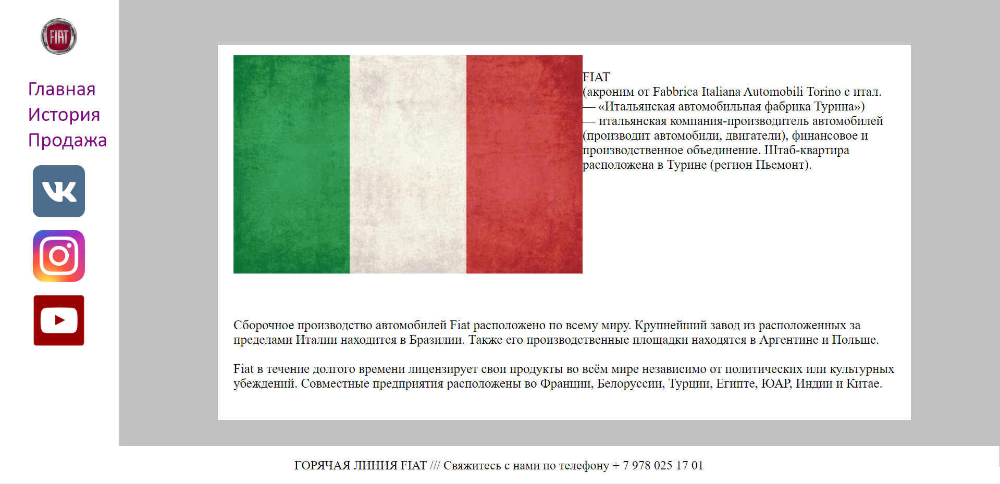 FIAT
Главная
История
Продажа
FIAT
(акроним от Fabbrica Italiana Automobili Torino с итал.
— «Итальянская автомобильная фабрика Турина»)
— итальянская компания-производитель автомобилей
(производит автомобили, двигатели), финансовое и
производственное объединение. Штаб-квартира
расположена в Турине (регион Пьемонт).
Сборочное производство автомобилей Fiat расположено по всему миру. Крупнейший завод из расположенных за
пределами Италии находится в Бразилии. Также его производственные площадки находятся в Аргентине и Польше.
Fiat в течение долгого времени лицензирует свои продукты во всём мире независимо от политических или культурных
убеждений. Совместные предприятия расположены во Франции, Белоруссии, Турции, Египте, ЮАР, Индии и Китае.
ГОРЯЧАЯ ЛИНИЯ FIAT /// Свяжитесь с нами по телефону + 7 978 025 17 01